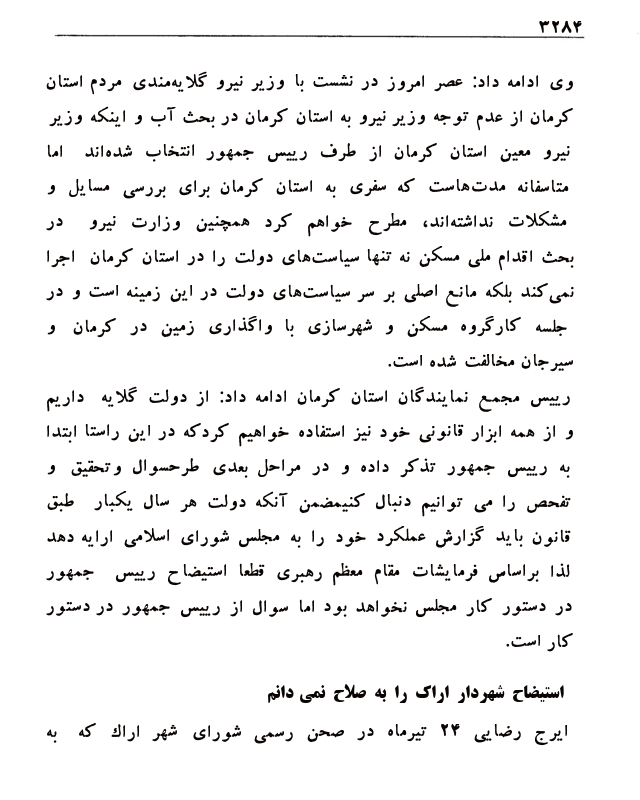 ۳۲۸۴
وی ادامه داد: عصر امروز در نشست با وزیر نیرو گلایه‌مندی مردم استان
کرمان از عدم توجه وزیر نیرو به استان کرمان در بحث آب و اینکه وزیر
نیرو معین استان کرمان از طرف رییس جمهور انتخاب شده‌اند اما
متاسفانه مدت‌هاست که سفری به استان کرمان برای بررسی مسایل و
مشکلات نداشته‌اند، مطرح خواهم کرد همچنین وزارت نیرو در
بحث اقدام ملی مسکن نه تنها سیاست‌های دولت را در استان کرمان اجرا
نمی‌کند بلکه مانع اصلی بر سر سیاست‌های دولت در این زمینه است و در
جلسه کارگروه مسکن و شهرسازی با واگذاری زمین در کرمان و
سیرجان مخالفت شده است.
رییس مجمع نمایندگان استان کرمان ادامه داد: از دولت گلایه داریم
و از همه ابزار قانونی خود نیز استفاده خواهیم کردکه در این راستا ابتدا
به رییس جمهور تذکر داده و در مراحل بعدی طرحسوال وتحقیق و
تفحص را می توانیم دنبال کنیمضمن آنکه دولت هر سال یکبار طبق
قانون باید گزارش عملکرد خود را به مجلس شورای اسلامی ارایه دهد
لذا براساس فرمایشات مقام معظم رهبری قطعا استیضاح رییس جمهور
در دستور کار مجلس نخواهد بود اما سوال از رییس جمهور در دستور
کار است.
استیضاح شهردار اراک را به صلاح نمی دانم
ایرج رضایی ۲۴ تیرماه در صحن رسمی شورای شهر اراک که به